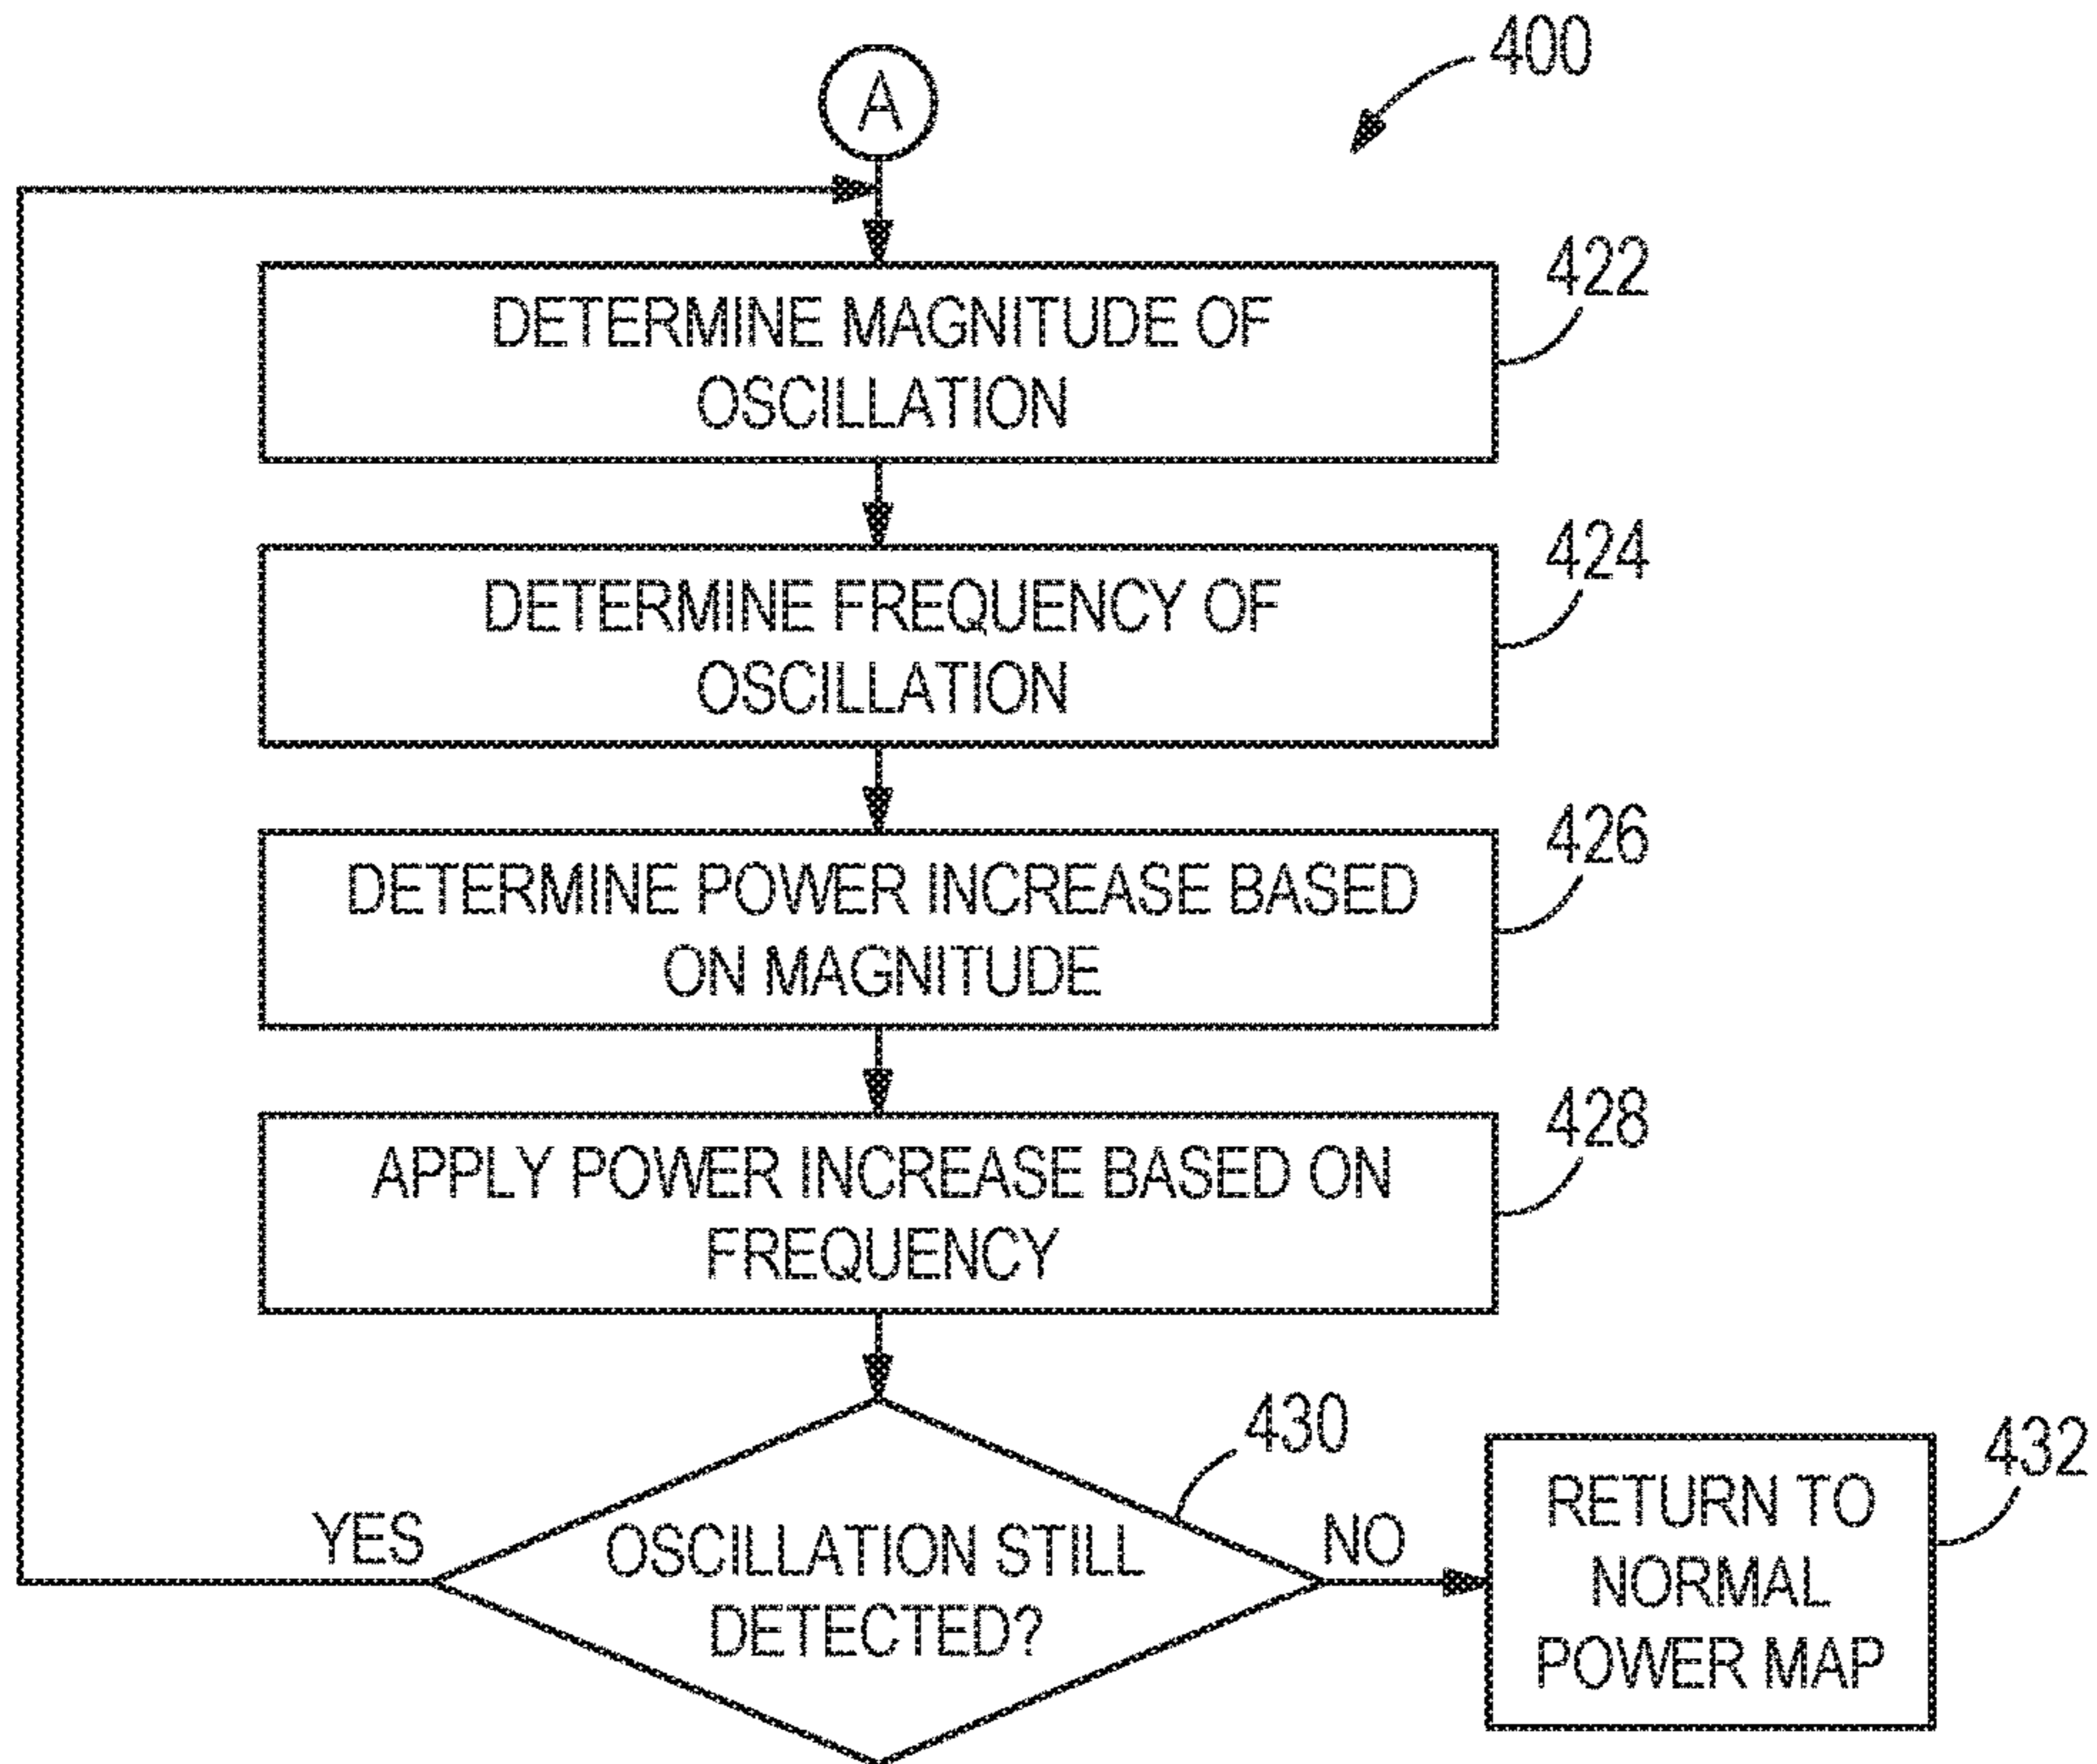 400
A
422
DETERMINE MAGNITUDE OF
OSCILLATION
424
DETERMINE FREQUENCY OF
OSCILLATION
426
DETERMINE POWER INCREASE BASED
ON MAGNITUDE
428
APPLY POWER INCREASE BASED ON
FREQUENCY
430
OSCILLATION STILL
DETECTED?
YES
NO
432
RETURN TO
NORMAL
POWER MAP